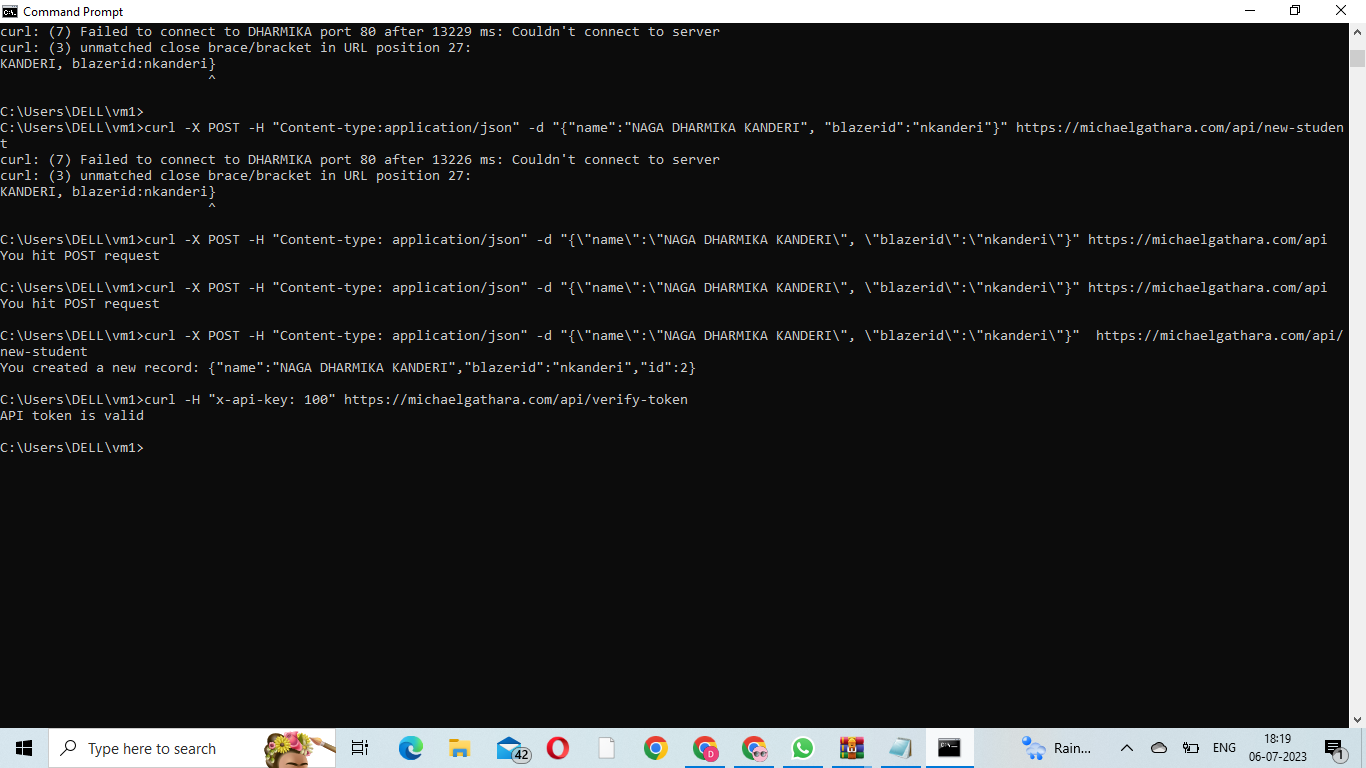 Command Prompt
curl: (7) Failed to connect to DHARMIKA port 80 after 13229 ms: Couldn't connect to server
curl: (3) unmatched close brace/bracket in URL position 27:
KANDERI, blazerid:nkanderi}
^
C:\Users\DELL\vm1>
C:\Users\DELL\vm1>curl -X POST -H "Content-type:application/json" -d "{"name":"NAGA DHARMIKA KANDERI", "blazerid":"nkanderi"}" https://michaelgathara.com/api/new-studen
t
curl: (7) Failed to connect to DHARMIKA port 80 after 13226 ms: Couldn't connect to server
curl: (3) unmatched close brace/bracket in URL position 27:
KANDERI, blazerid:nkanderi}
^
C:\Users\DELL\vm1>curl -X POST -H "Content-type: application/json" -d "{\"name\":\"NAGA DHARMIKA KANDERI\", \"blazerid\":\"nkanderi\"}" https://michaelgathara.com/api
You hit POST request
C:\Users\DELL\vm1>curl -X POST -H "Content-type: application/json" -d "{\"name\":\"NAGA DHARMIKA KANDERI\", \"blazerid\":\"nkanderi\"}" https://michaelgathara.com/api
You hit POST request
C:\Users\DELL\vm1>curl -X POST -H "Content-type: application/json" -d "{\"name\":\"NAGA DHARMIKA KANDERI\", \"blazerid\":\"nkanderi\"}"  https://michaelgathara.com/api/
new-student
You created a new record: {"name":"NAGA DHARMIKA KANDERI","blazerid":"nkanderi","id":2}
C:\Users\DELL\vm1>curl -H "x-api-key: 100" https://michaelgathara.com/api/verify-token
API token is valid
C:\Users\DELL\vm1>
Type here to search
42
D
Rain...
ENG
18:19
06-07-2023
1